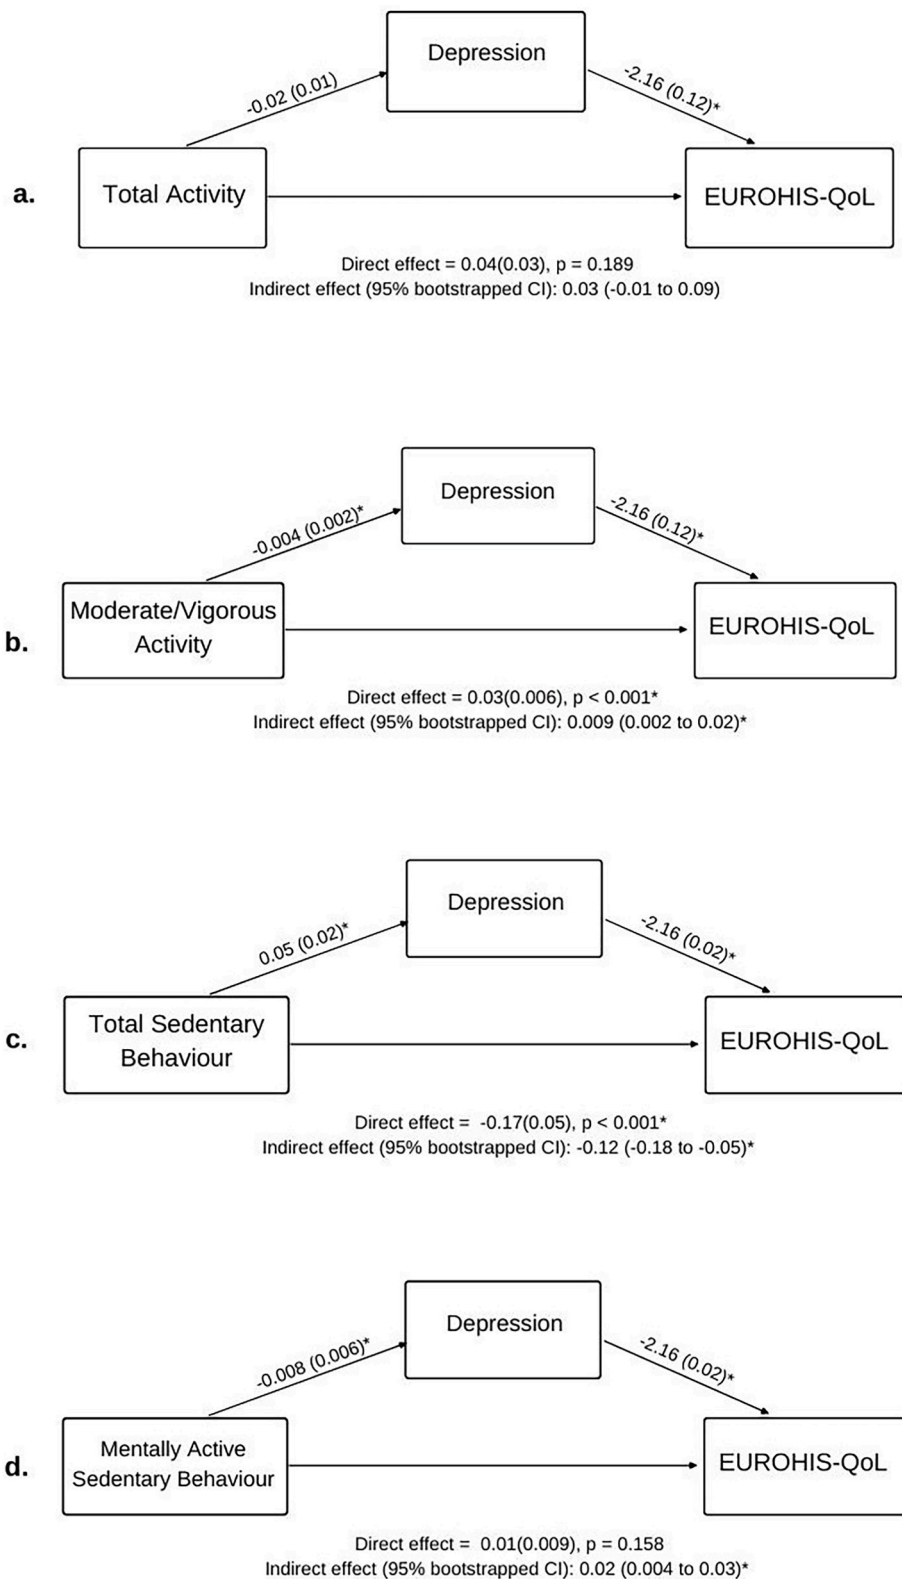 Depression
-0.02 (0.01)
-2.16 (0.12)*
a.
Total Activity
EUROHIS-QoL
Direct effect = 0.04(0.03), p = 0.189
Indirect effect (95% bootstrapped CI): 0.03 (-0.01 to 0.09)
Depression
-0.004 (0.002)*
-2.16 (0.12)*
b.
Moderate/Vigorous
Activity
EUROHIS-QoL
Direct effect = 0.03(0.006), p < 0.001*
Indirect effect (95% bootstrapped CI): 0.009 (0.002 to 0.02)*
Depression
0.05 (0.02)*
-2.16 (0.02)*
c.
Total Sedentary
Behaviour
EUROHIS-QoL
Direct effect =  -0.17(0.05), p < 0.001*
Indirect effect (95% bootstrapped CI): -0.12 (-0.18 to -0.05)*
Depression
-0.008 (0.006)*
-2.16 (0.02)*
d.
Mentally Active
Sedentary Behaviour
EUROHIS-QoL
Direct effect =  0.01(0.009), p = 0.158
Indirect effect (95% bootstrapped CI): 0.02 (0.004 to 0.03)*